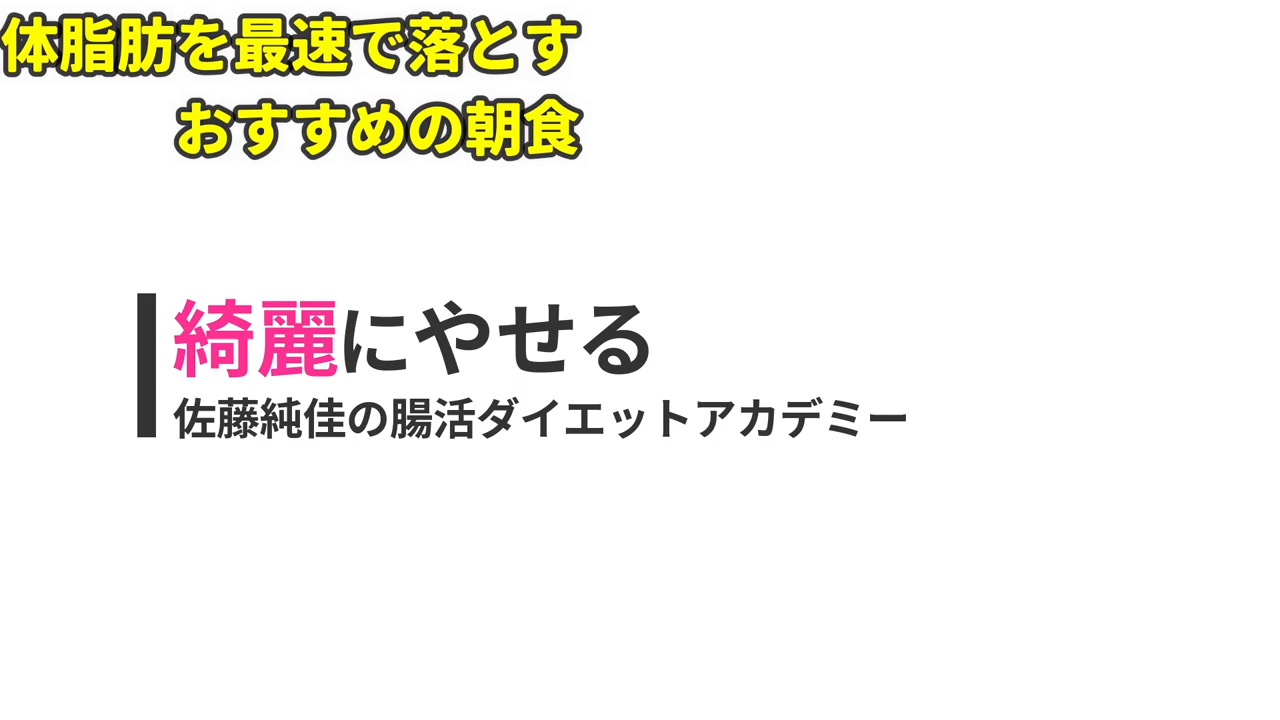 体脂肪を最速で落とす
おすすめの朝食
綺麗にやせる
佐藤純佳の腸活ダイエットアカデミー